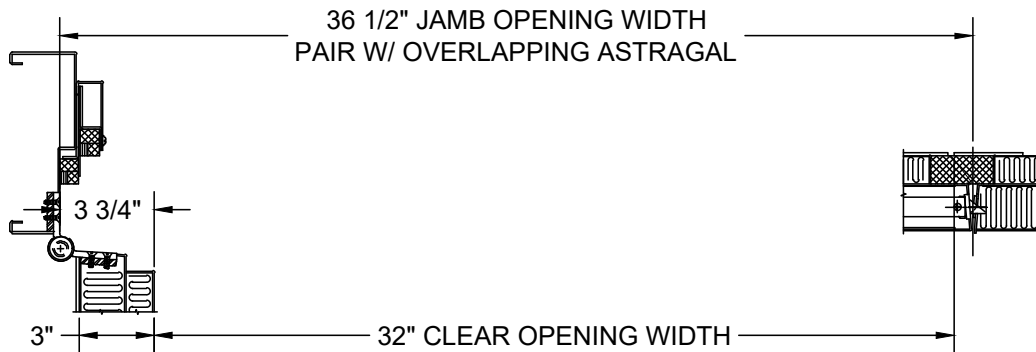 36 1/2" JAMB OPENING WIDTH
PAIR W/ OVERLAPPING ASTRAGAL
3 3/4"
3"
32" CLEAR OPENING WIDTH